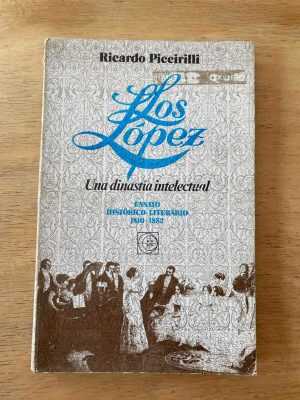 Ricardo Piccirilli
Los
López
Una dinastía intelectual
ENSAYO
HISTÓRICO-LITERARIO
1810-1852